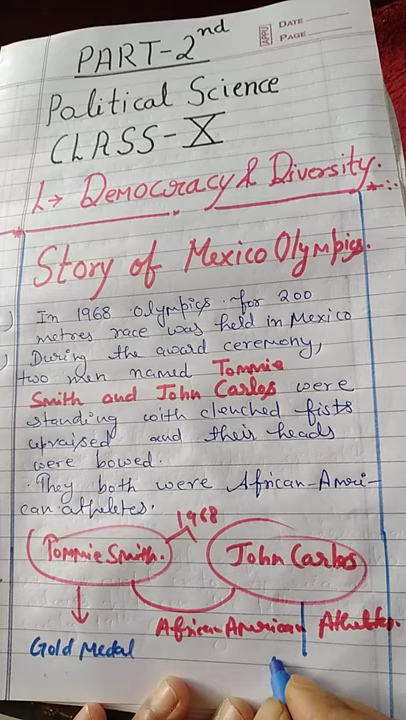 APPU
DATE
PAGE
PART-2nd
Palitical Science
CLASS-X
1→ Democracy & Diversity.
Story of Mexico Olympics.
) In 1968 Olympics for 200
metres race was held in Mexico
) During the award ceremony,
two men named Tommie
Smith and John Carlos were
standing with clenched fists
upraised and their heads
were bowed.
· They both were African-Ameri-
can athletes.
1968
Tommie Smith. John Carlos
African American Athletes.
Gold Medal